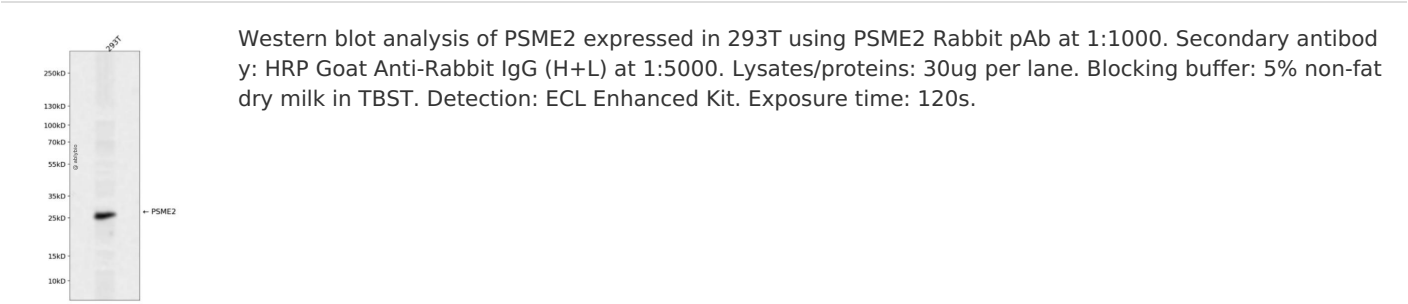 293T
250kD
130kD
100kD
70kD
55kD
35kD
25kD
15kD
10kD
← PSME2
@ ablybio
Western blot analysis of PSME2 expressed in 293T using PSME2 Rabbit pAb at 1:1000. Secondary antibod
y: HRP Goat Anti-Rabbit IgG (H+L) at 1:5000. Lysates/proteins: 30ug per lane. Blocking buffer: 5% non-fat
dry milk in TBST. Detection: ECL Enhanced Kit. Exposure time: 120s.